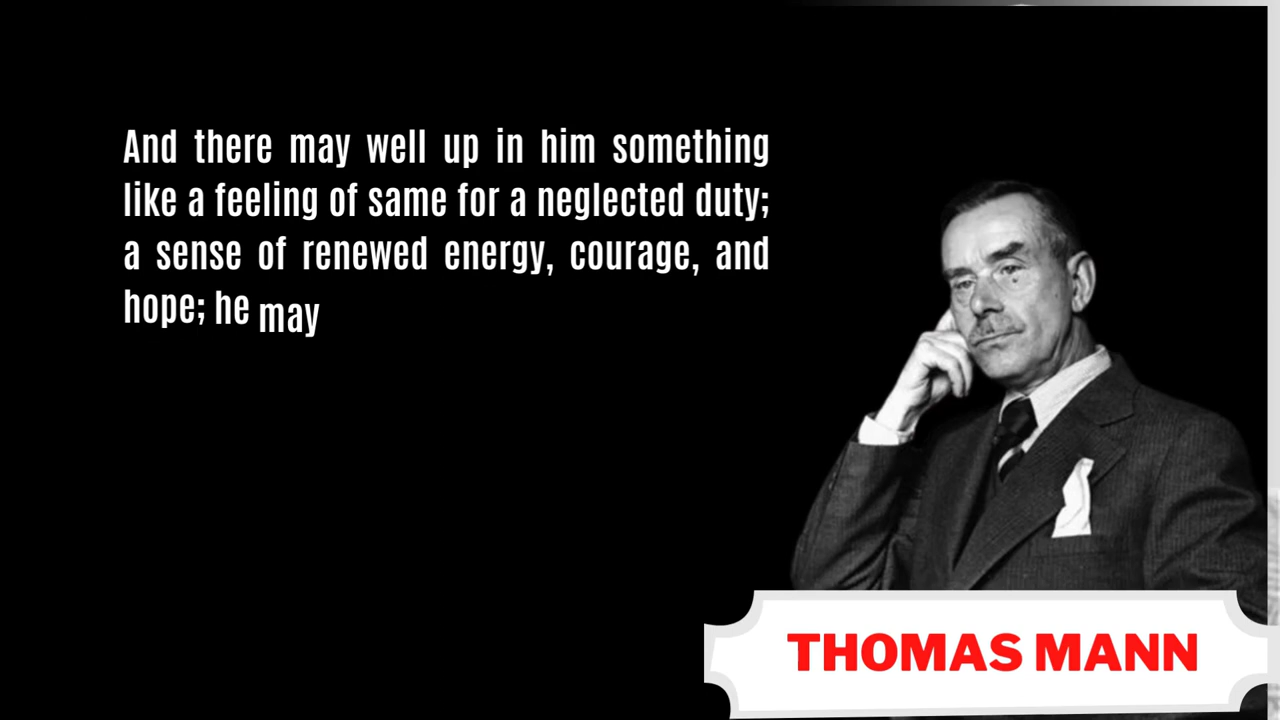 And there may well up in him something
like a feeling of same for a neglected duty;
a sense of renewed energy, courage, and
hope; he may
THOMAS MANN